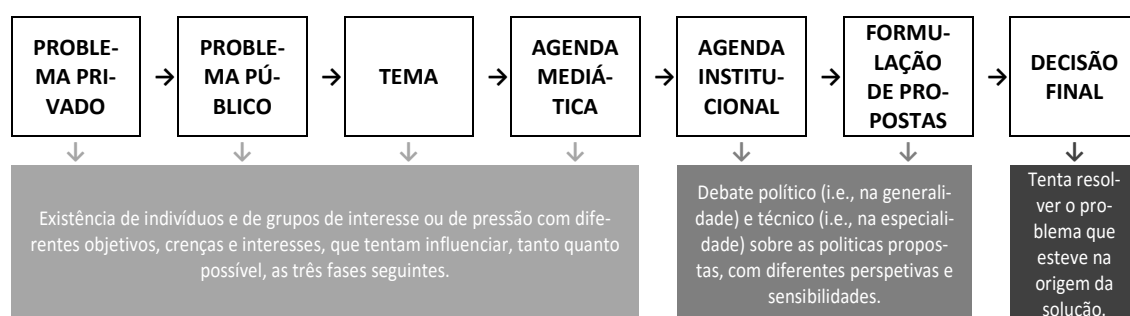 PROBLE-
MA PRI-
VADO
→
PROBLE-
MA PÚ-
BLICO
→
TEMA
→
AGENDA
MEDIÁ-
TICA
→
AGENDA
INSTITU-
CIONAL
→
FORMU-
LAÇÃO
DE PRO-
POSTAS
→
DECISÃO
FINAL
Existência de indivíduos e de grupos de interesse ou de pressão com dife-
rentes objetivos, crenças e interesses, que tentam influenciar, tanto quanto
possível, as três fases seguintes.
Debate político (i.e., na generali-
dade) e técnico (i.e., na especiali-
dade) sobre as politicas propos-
tas, com diferentes perspetivas e
sensibilidades.
Tenta resol-
ver o pro-
blema que
esteve na
origem da
solução.